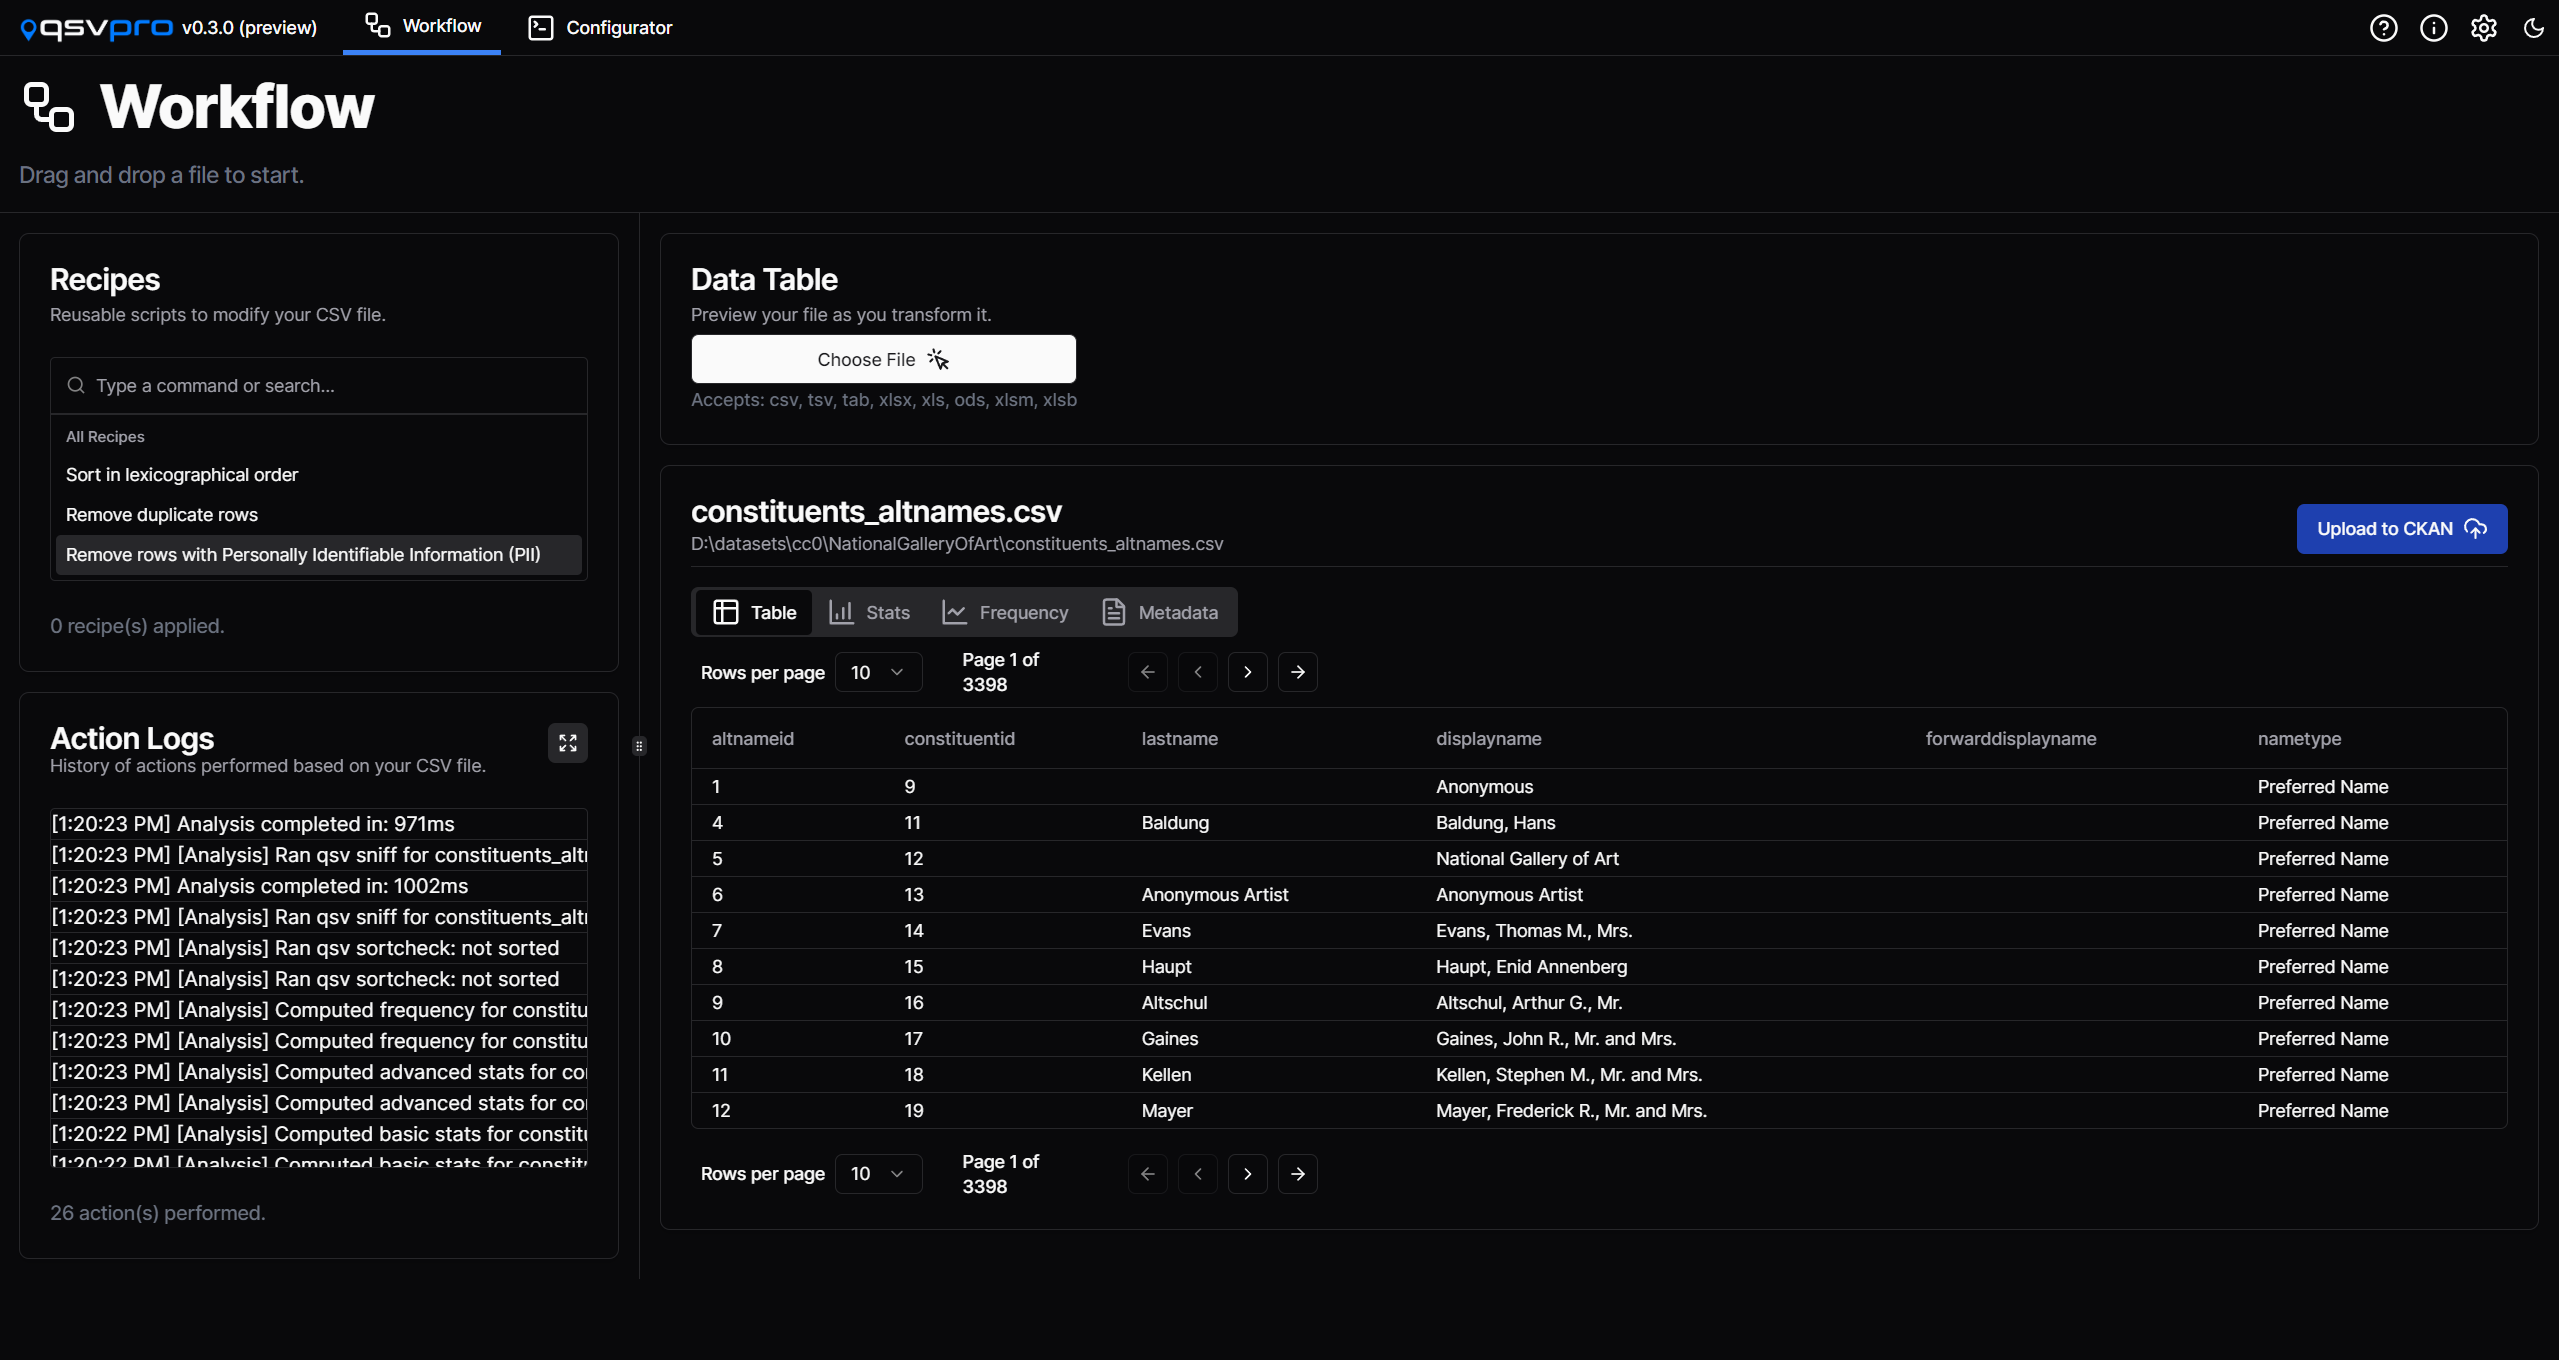 qsvpro v0.3.0 (preview)
Workflow
Configurator
Workflow
Drag and drop a file to start.
Recipes
Reusable scripts to modify your CSV file.
Type a command or search...
All Recipes
Sort in lexicographical order
Remove duplicate rows
Remove rows with Personally Identifiable Information (PII)
0 recipe(s) applied.
Action Logs
History of actions performed based on your CSV file.
[1:20:23 PM] Analysis completed in: 971ms
[1:20:23 PM] [Analysis] Ran qsv sniff for constituents_alt
[1:20:23 PM] Analysis completed in: 1002ms
[1:20:23 PM] [Analysis] Ran qsv sniff for constituents_alt
[1:20:23 PM] [Analysis] Ran qsv sortcheck: not sorted
[1:20:23 PM] [Analysis] Ran qsv sortcheck: not sorted
[1:20:23 PM] [Analysis] Computed frequency for constitu
[1:20:23 PM] [Analysis] Computed frequency for constitu
[1:20:23 PM] [Analysis] Computed advanced stats for co
[1:20:23 PM] [Analysis] Computed advanced stats for co
[1:20:22 PM] [Analysis] Computed basic stats for constit
[1:20:22 PM] [Analysis] Computed basic stats for constit
26 action(s) performed.
Data Table
Preview your file as you transform it.
Choose File
Accepts: csv, tsv, tab, xlsx, xls, ods, xlsm, xlsb
constituents_altnames.csv
D:\datasets\cc0\NationalGalleryOfArt\constituents_altnames.csv
Upload to CKAN
Table Stats Frequency Metadata
Rows per page 10 Page 1 of
3398
altnameid constituentid lastname displayname forwarddisplayname nametype
1 9 Anonymous Preferred Name
4 11 Baldung Baldung, Hans Preferred Name
5 12 National Gallery of Art Preferred Name
6 13 Anonymous Artist Anonymous Artist Preferred Name
7 14 Evans Evans, Thomas M., Mrs. Preferred Name
8 15 Haupt Haupt, Enid Annenberg Preferred Name
9 16 Altschul Altschul, Arthur G., Mr. Preferred Name
10 17 Gaines Gaines, John R., Mr. and Mrs. Preferred Name
11 18 Kellen Kellen, Stephen M., Mr. and Mrs. Preferred Name
12 19 Mayer Mayer, Frederick R., Mr. and Mrs. Preferred Name
Rows per page 10 Page 1 of
3398